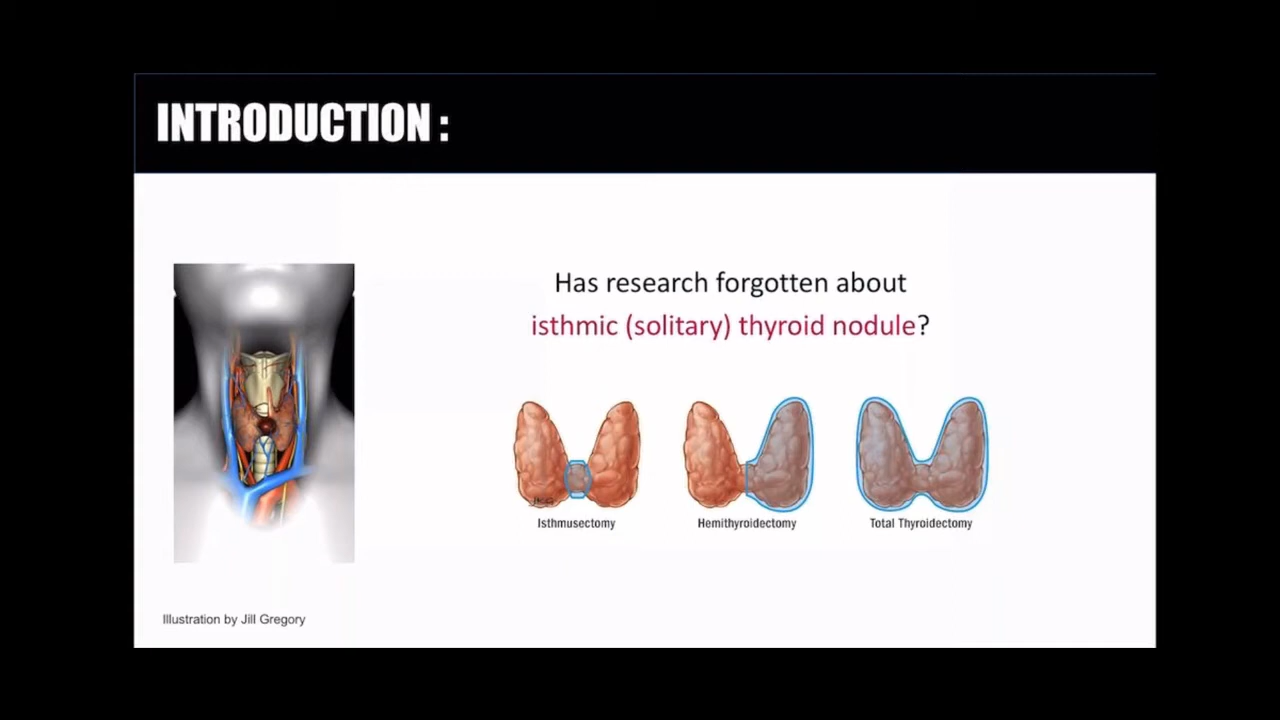 INTRODUCTION :
Has research forgotten about
isthmic (solitary) thyroid nodule?
Isthmusectomy
Hemithyroidectomy
Total Thyroidectomy
Illustration by Jill Gregory